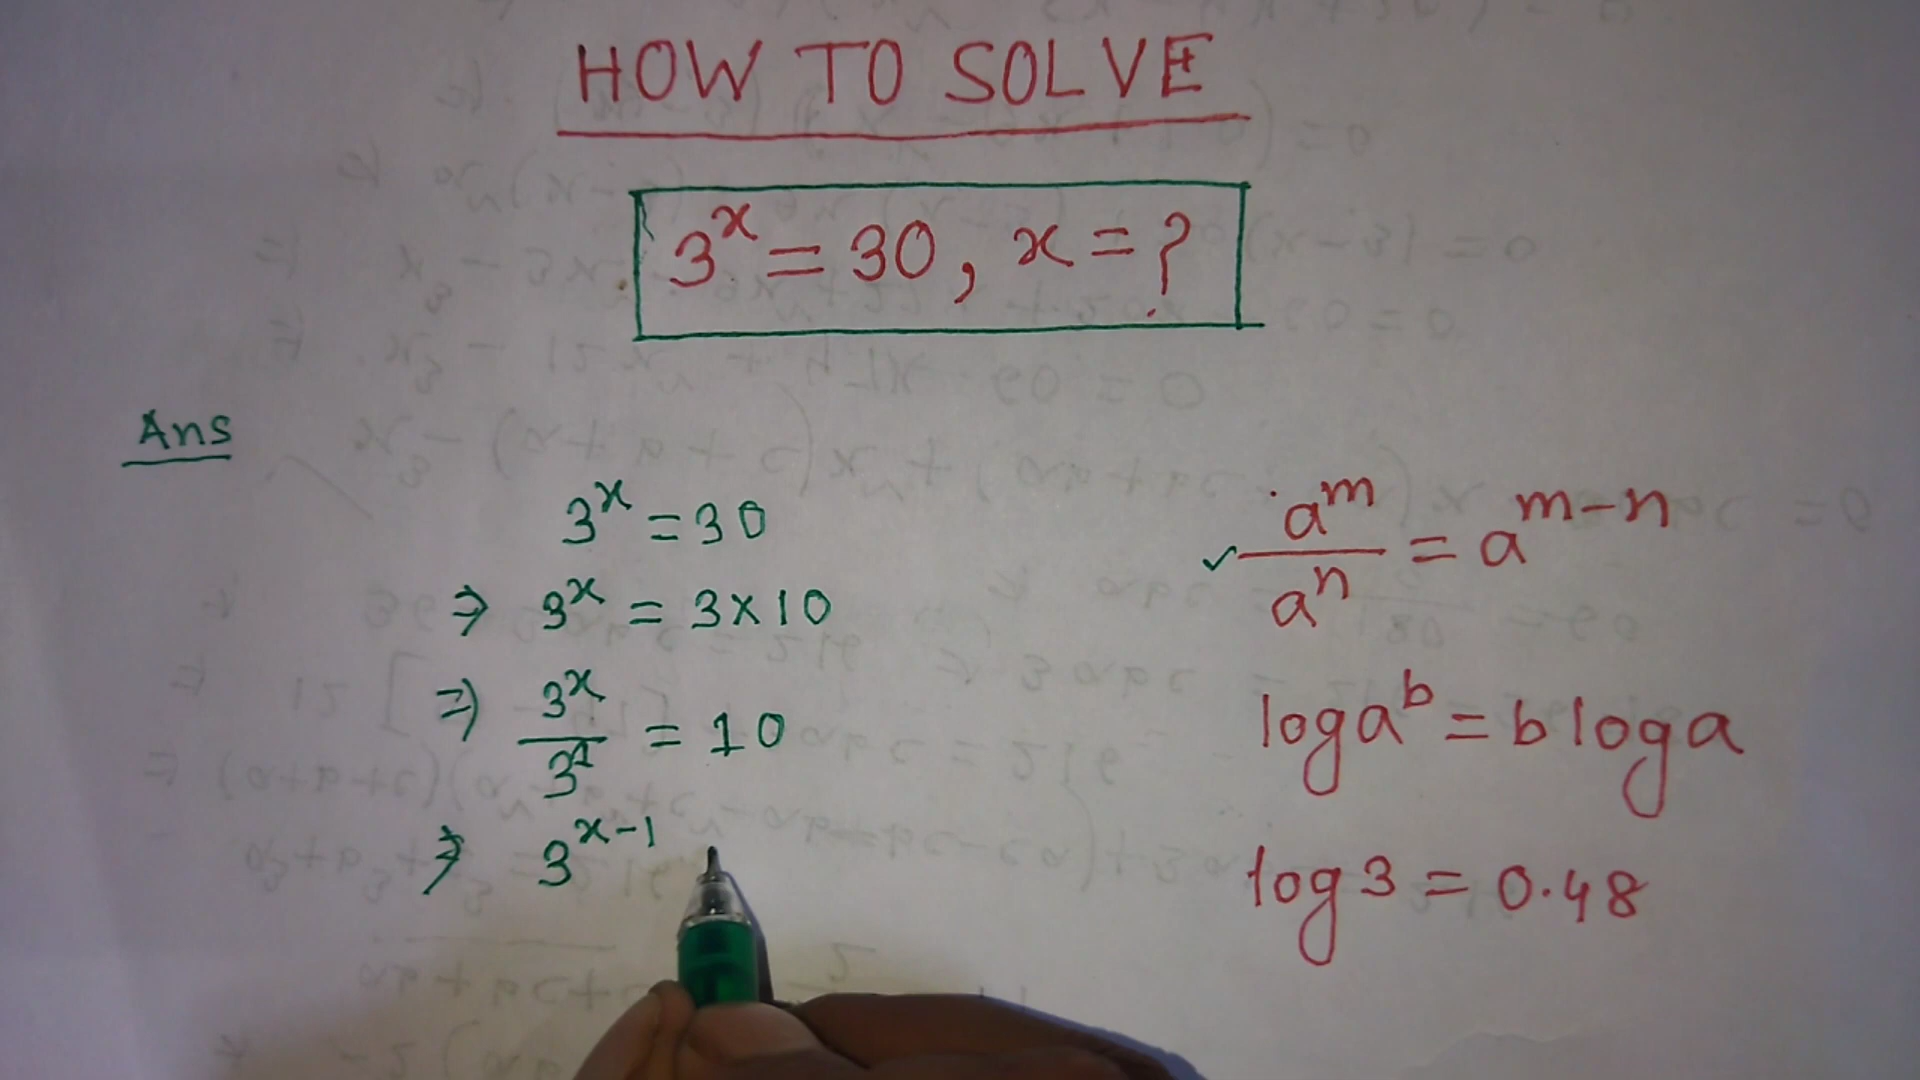 HOW TO SOLVE
3^x = 30, x = ?
Ans
3^x = 30
⇒ 3^x = 3×10
⇒ 3^x/3^1 = 10
⇒ 3^(x-1)
✓ a^m/a^n = a^(m-n)
log a^b = b log a
log 3 = 0.48